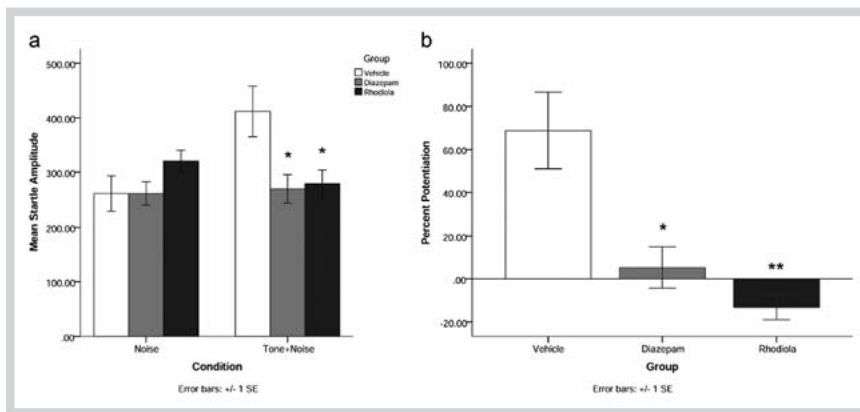 a
500.00
400.00
300.00
200.00
100.00
.00
Mean Startle Amplitude
Group
Vehicle
Diazepam
Rhodiola
*
*
Noise
Tone+Noise
Condition
Error bars: +/- 1 SE
b
100.00
80.00
60.00
40.00
20.00
.00
-20.00
Percent Potentiation
*
**
Vehicle
Diazepam
Rhodiola
Group
Error bars: +/- 1 SE